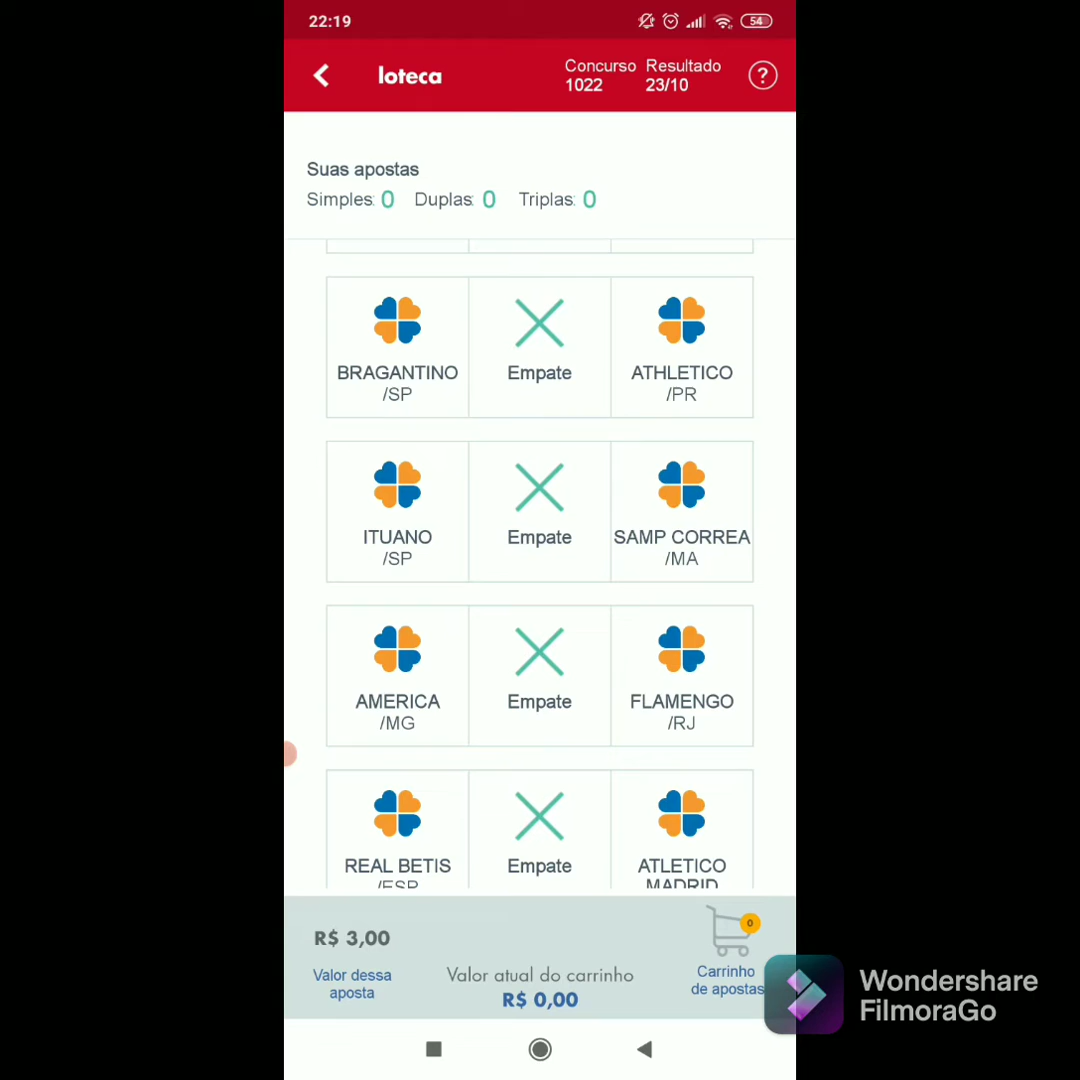 22:19
54
loteca
Concurso Resultado
1022 23/10
?
Suas apostas
Simples: 0 Duplas: 0 Triplas: 0
BRAGANTINO Empate ATHLETICO
/SP /PR
ITUANO Empate SAMP CORREA
/SP /MA
AMERICA Empate FLAMENGO
/MG /RJ
REAL BETIS Empate ATLETICO
/ESP MADRID
0
R$ 3,00
Valor dessa
aposta
Valor atual do carrinho
R$ 0,00
Carrinho
de apostas
Wondershare
FilmoraGo